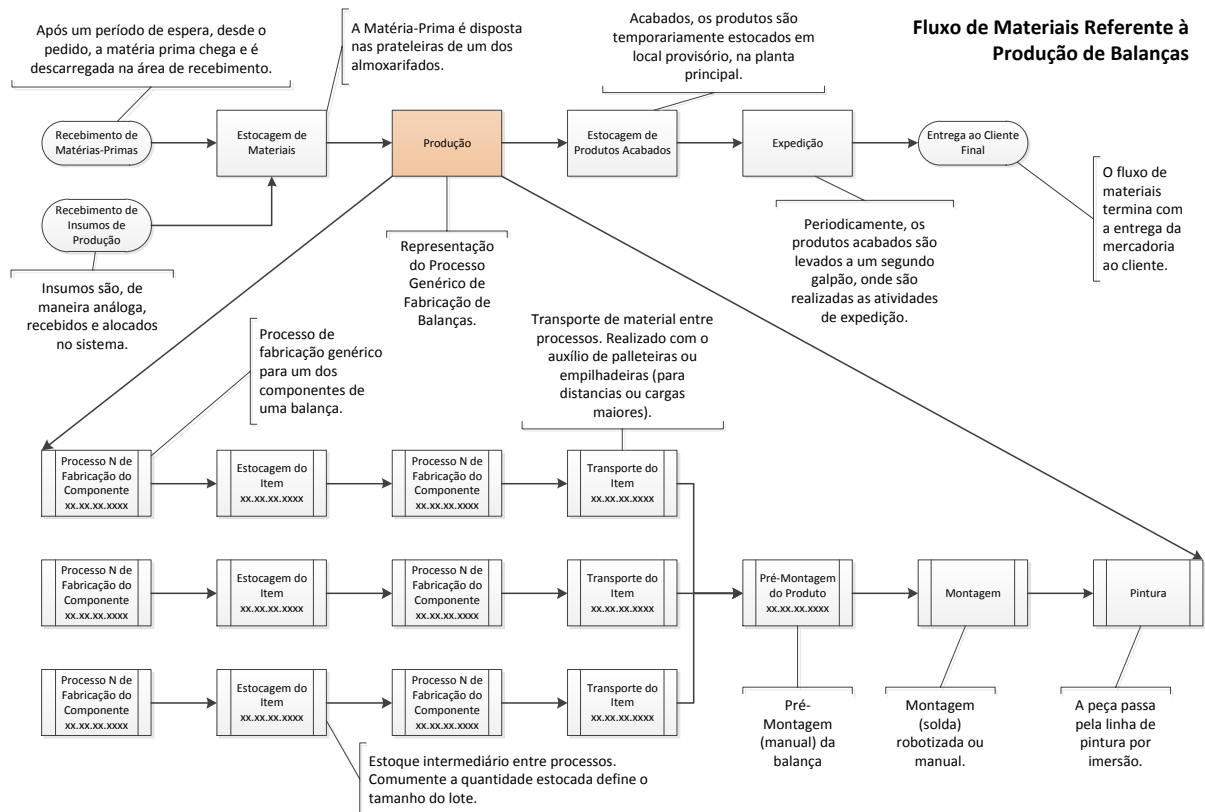 Fluxo de Materiais Referente à
Produção de Balanças
Após um período de espera, desde o
pedido, a matéria prima chega e é
descarregada na área de recebimento.
A Matéria-Prima é disposta
nas prateleiras de um dos
almoxarifados.
Acabados, os produtos são
temporariamente estocados em
local provisório, na planta
principal.
Recebimento de
Matérias-Primas
Estocagem de
Materiais
Produção
Estocagem de
Produtos Acabados
Expedição
Entrega ao Cliente
Final
Recebimento de
Insumos de
Produção
O fluxo de
materiais
termina com
a entrega da
mercadoria
ao cliente.
Insumos são, de
maneira análoga,
recebidos e alocados
no sistema.
Representação
do Processo
Genérico de
Fabricação de
Balanças.
Periodicamente, os
produtos acabados são
levados a um segundo
galpão, onde são
realizadas as atividades
de expedição.
Processo de
fabricação genérico
para um dos
componentes de
uma balança.
Transporte de material entre
processos. Realizado com o
auxílio de palleteiras ou
empilhadeiras (para
distancias ou cargas
maiores).
Processo N de
Fabricação do
Componente
xx.xx.xx.xxxx
Estocagem do
Item
xx.xx.xx.xxxx
Processo N de
Fabricação do
Componente
xx.xx.xx.xxxx
Transporte do
Item
xx.xx.xx.xxxx
Processo N de
Fabricação do
Componente
xx.xx.xx.xxxx
Estocagem do
Item
xx.xx.xx.xxxx
Processo N de
Fabricação do
Componente
xx.xx.xx.xxxx
Transporte do
Item
xx.xx.xx.xxxx
Pré-Montagem
do Produto
xx.xx.xx.xxxx
Montagem
Pintura
Processo N de
Fabricação do
Componente
xx.xx.xx.xxxx
Estocagem do
Item
xx.xx.xx.xxxx
Processo N de
Fabricação do
Componente
xx.xx.xx.xxxx
Transporte do
Item
xx.xx.xx.xxxx
Pré-
Montagem
(manual) da
balança
Montagem
(solda)
robotizada ou
manual.
A peça passa
pela linha de
pintura por
imersão.
Estoque intermediário entre processos.
Comumente a quantidade estocada define o
tamanho do lote.